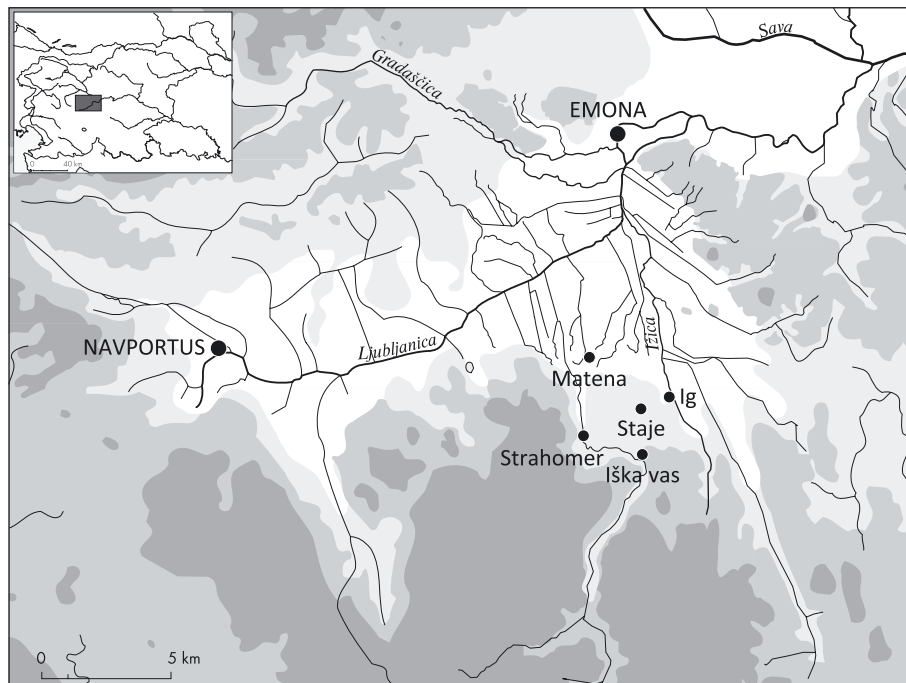 Sava
Gradaščica
EMONA
0 40 km
NAVPORTUS
Ljubljanica
Ižica
Matena
Ig
Staje
Strahomer
Iška vas
0 5 km